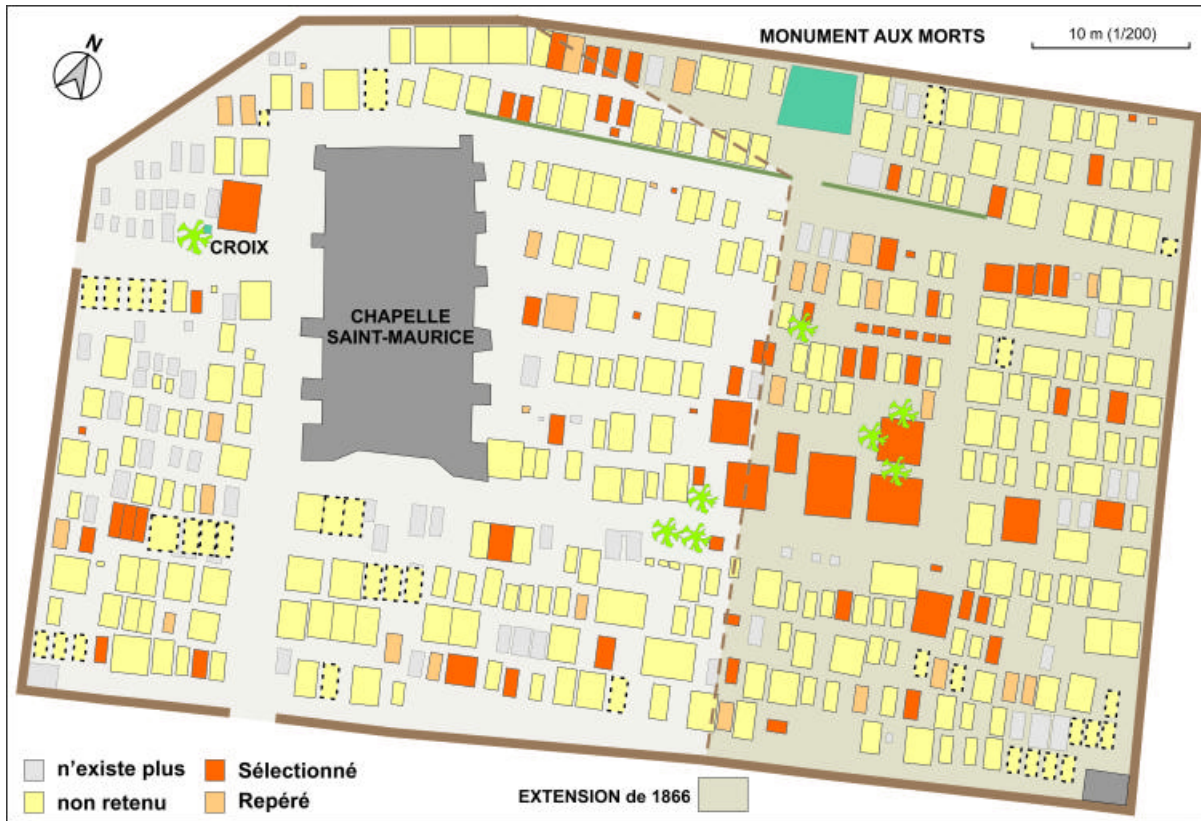 N
MONUMENT AUX MORTS
10 m (1/200)
CROIX
CHAPELLE
SAINT-MAURICE
n'existe plus
Sélectionné
non retenu
Repéré
EXTENSION de 1866